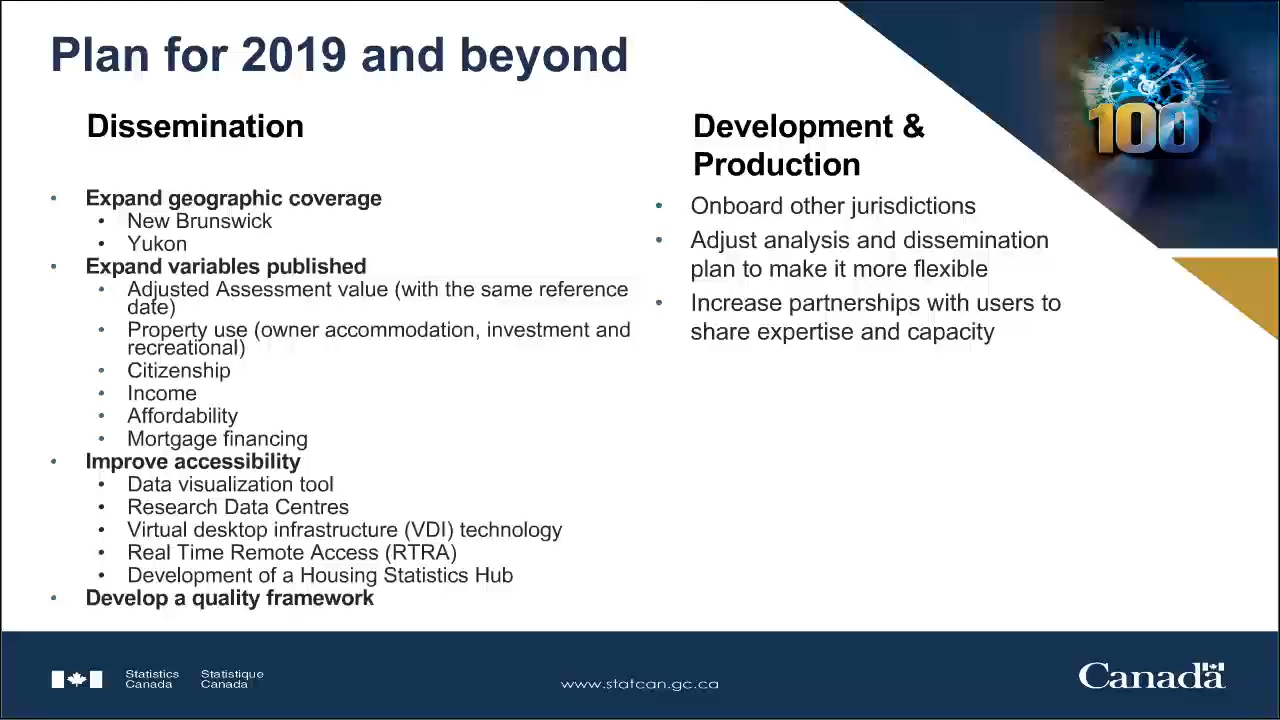 Plan for 2019 and beyond
Dissemination
• Expand geographic coverage
• New Brunswick
• Yukon
• Expand variables published
• Adjusted Assessment value (with the same reference
date)
• Property use (owner accommodation, investment and
recreational)
• Citizenship
• Income
• Affordability
• Mortgage financing
• Improve accessibility
• Data visualization tool
• Research Data Centres
• Virtual desktop infrastructure (VDI) technology
• Real Time Remote Access (RTRA)
• Development of a Housing Statistics Hub
• Develop a quality framework
Development &
Production
• Onboard other jurisdictions
• Adjust analysis and dissemination
plan to make it more flexible
• Increase partnerships with users to
share expertise and capacity
100
Statistics
Canada
Statistique
Canada
www.statcan.gc.ca
Canada